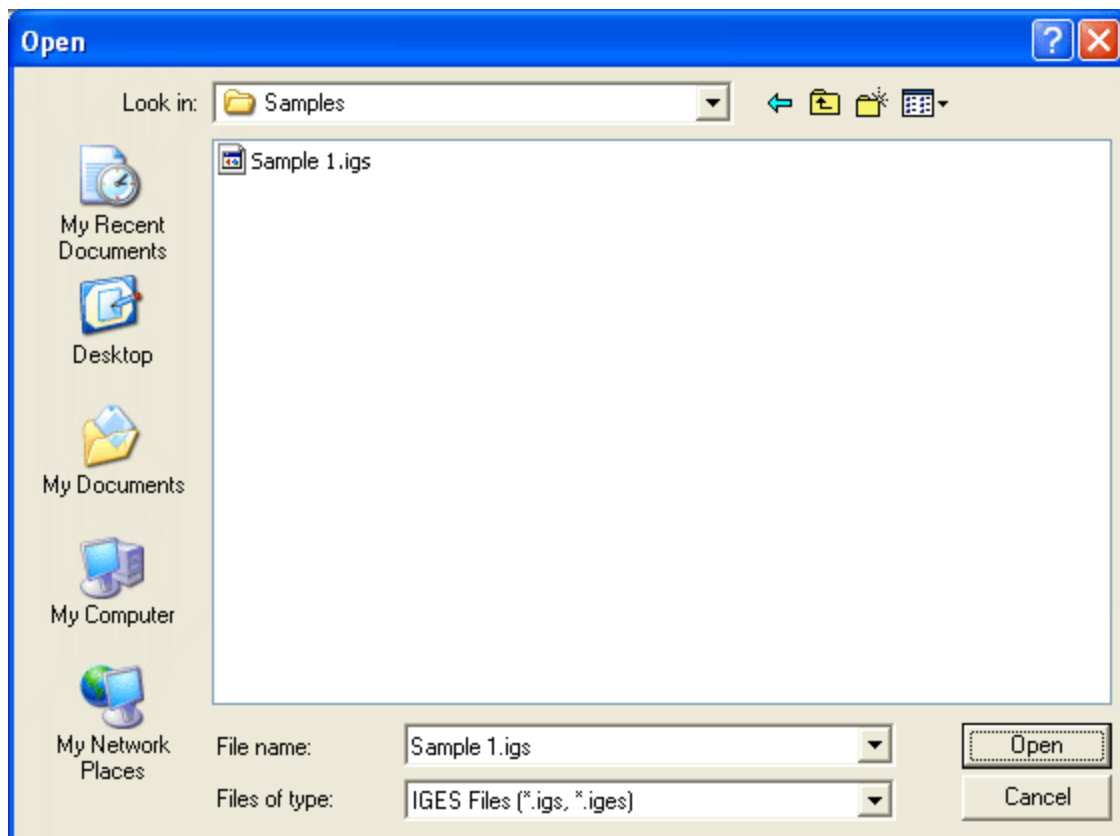 Open
Look in:
Samples
Sample 1.igs
My Recent
Documents
Desktop
My Documents
My Computer
My Network
Places
File name:
Sample 1.igs
Open
Files of type:
IGES Files (*.igs, *.iges)
Cancel